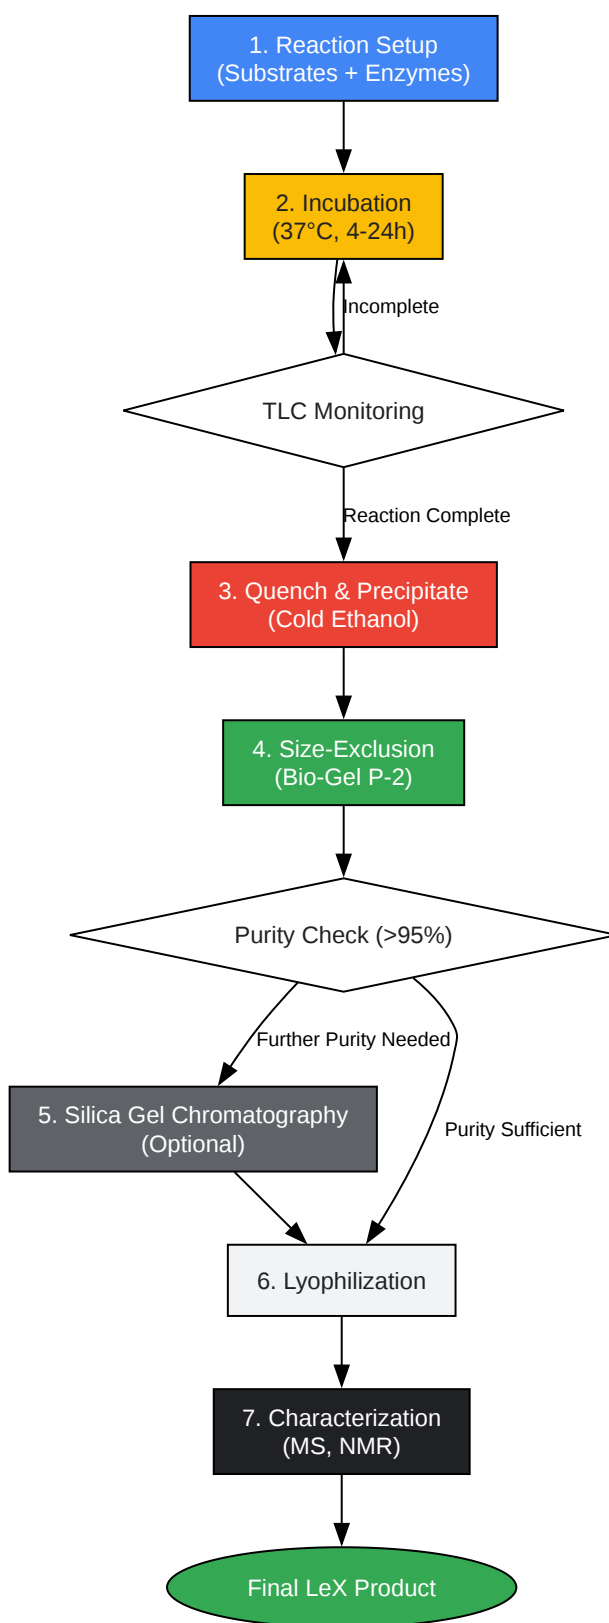 1. Reaction Setup
(Substrates + Enzymes)
2. Incubation
(37°C, 4-24h)
Incomplete
TLC Monitoring
Reaction Complete
3. Quench & Precipitate
(Cold Ethanol)
4. Size-Exclusion
(Bio-Gel P-2)
Purity Check (>95%)
Further Purity Needed
5. Silica Gel Chromatography
(Optional)
Purity Sufficient
6. Lyophilization
7. Characterization
(MS, NMR)
Final LeX Product